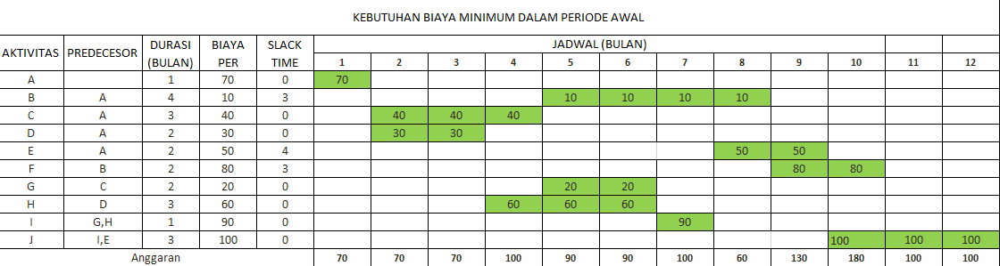 KEBUTUHAN BIAYA MINIMUM DALAM PERIODE AWAL
AKTIVITAS PREDECESOR DURASI (BULAN) BIAYA PER SLACK TIME JADWAL (BULAN)
1 2 3 4 5 6 7 8 9 10 11 12
A 1 70 0 70
B A 4 10 3 10 10 10 10
C A 3 40 0 40 40 40
D A 2 30 0 30 30
E A 2 50 4 50 50
F B 2 80 3 80 80
G C 2 20 0 20 20
H D 3 60 0 60 60 60
I G,H 1 90 0 90
J I,E 3 100 0 100 100 100
Anggaran 70 70 70 100 90 90 100 60 130 180 100 100